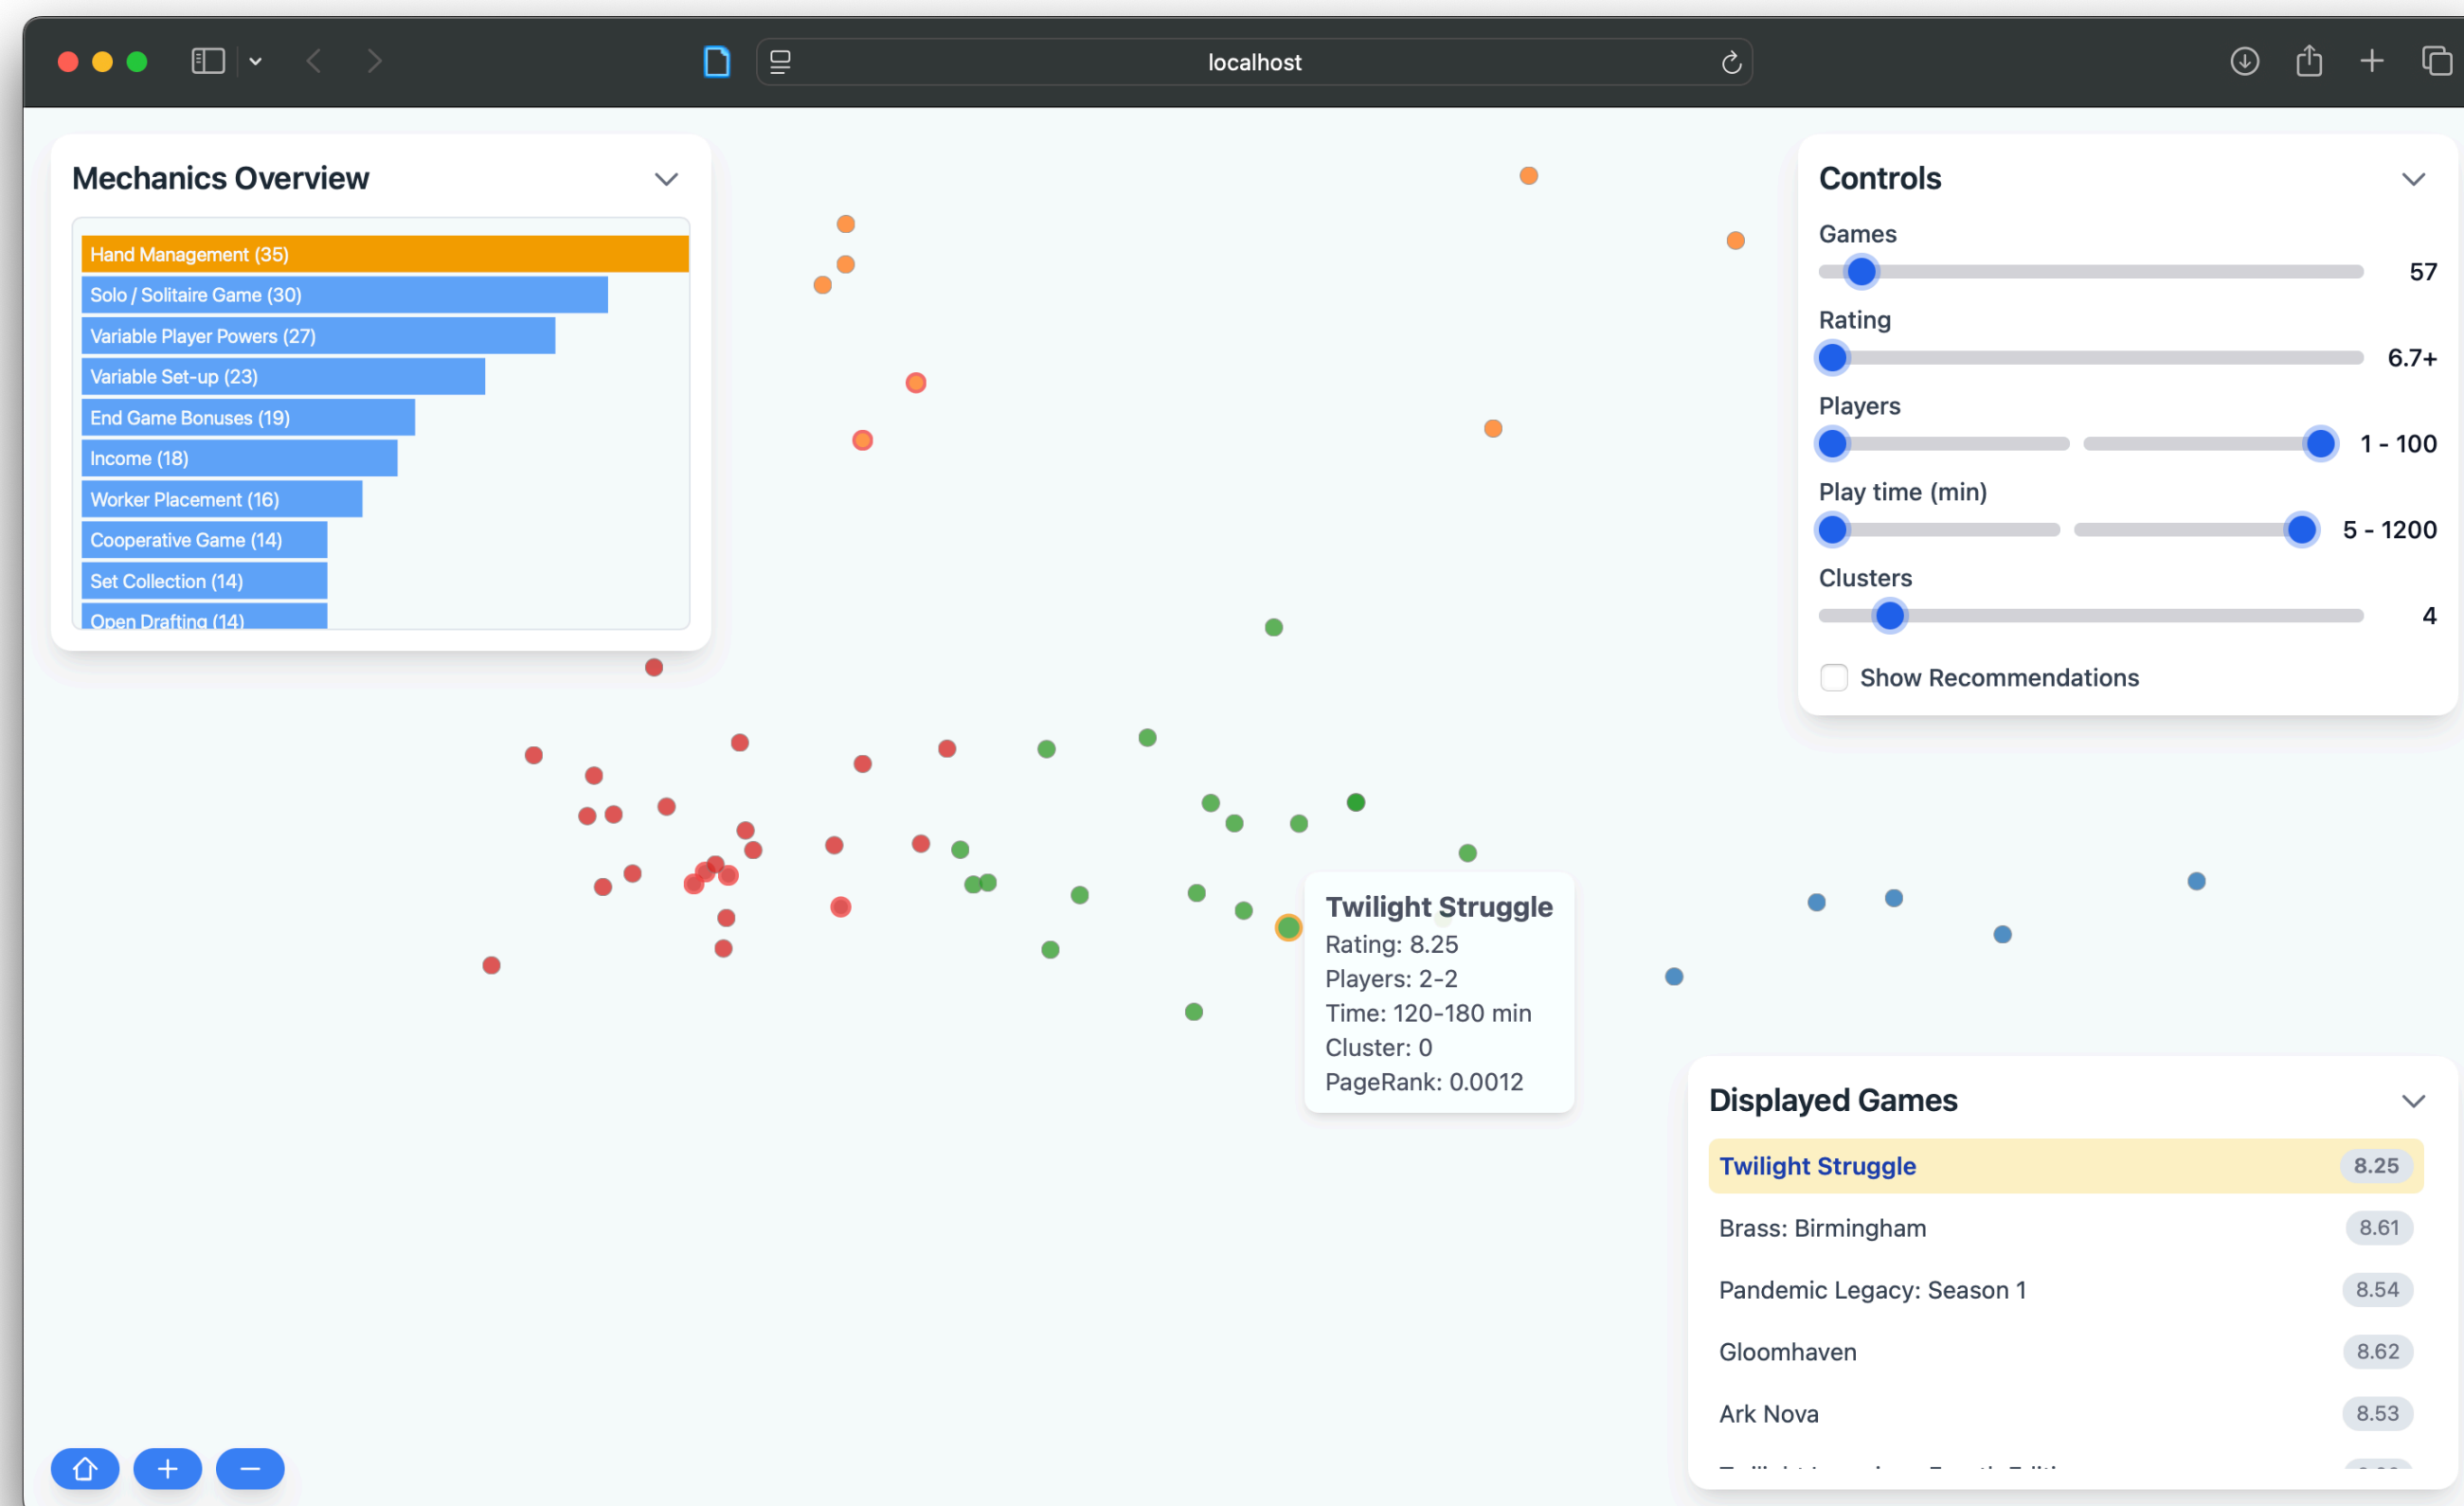 localhost
Mechanics Overview
Hand Management (35)
Solo / Solitaire Game (30)
Variable Player Powers (27)
Variable Set-up (23)
End Game Bonuses (19)
Income (18)
Worker Placement (16)
Cooperative Game (14)
Set Collection (14)
Open Drafting (14)
Controls
Games
57
Rating
6.7+
Players
1 - 100
Play time (min)
5 - 1200
Clusters
4
Show Recommendations
Twilight Struggle
Rating: 8.25
Players: 2-2
Time: 120-180 min
Cluster: 0
PageRank: 0.0012
Displayed Games
Twilight Struggle 8.25
Brass: Birmingham 8.61
Pandemic Legacy: Season 1 8.54
Gloomhaven 8.62
Ark Nova 8.53